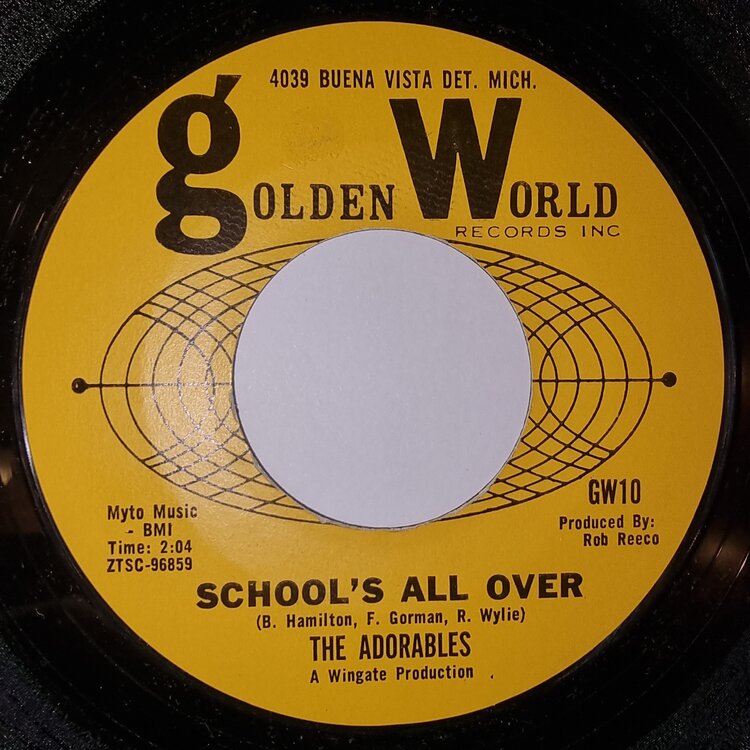 4039 BUENA VISTA DET. MICH.
gOLDEN WORLD
RECORDS INC
GW10
Myto Music
- BMI
Time: 2:04
ZTSC-96859
Produced By:
Rob Reeco
SCHOOL'S ALL OVER
(B. Hamilton, F. Gorman, R. Wylie)
THE ADORABLES
A Wingate Production